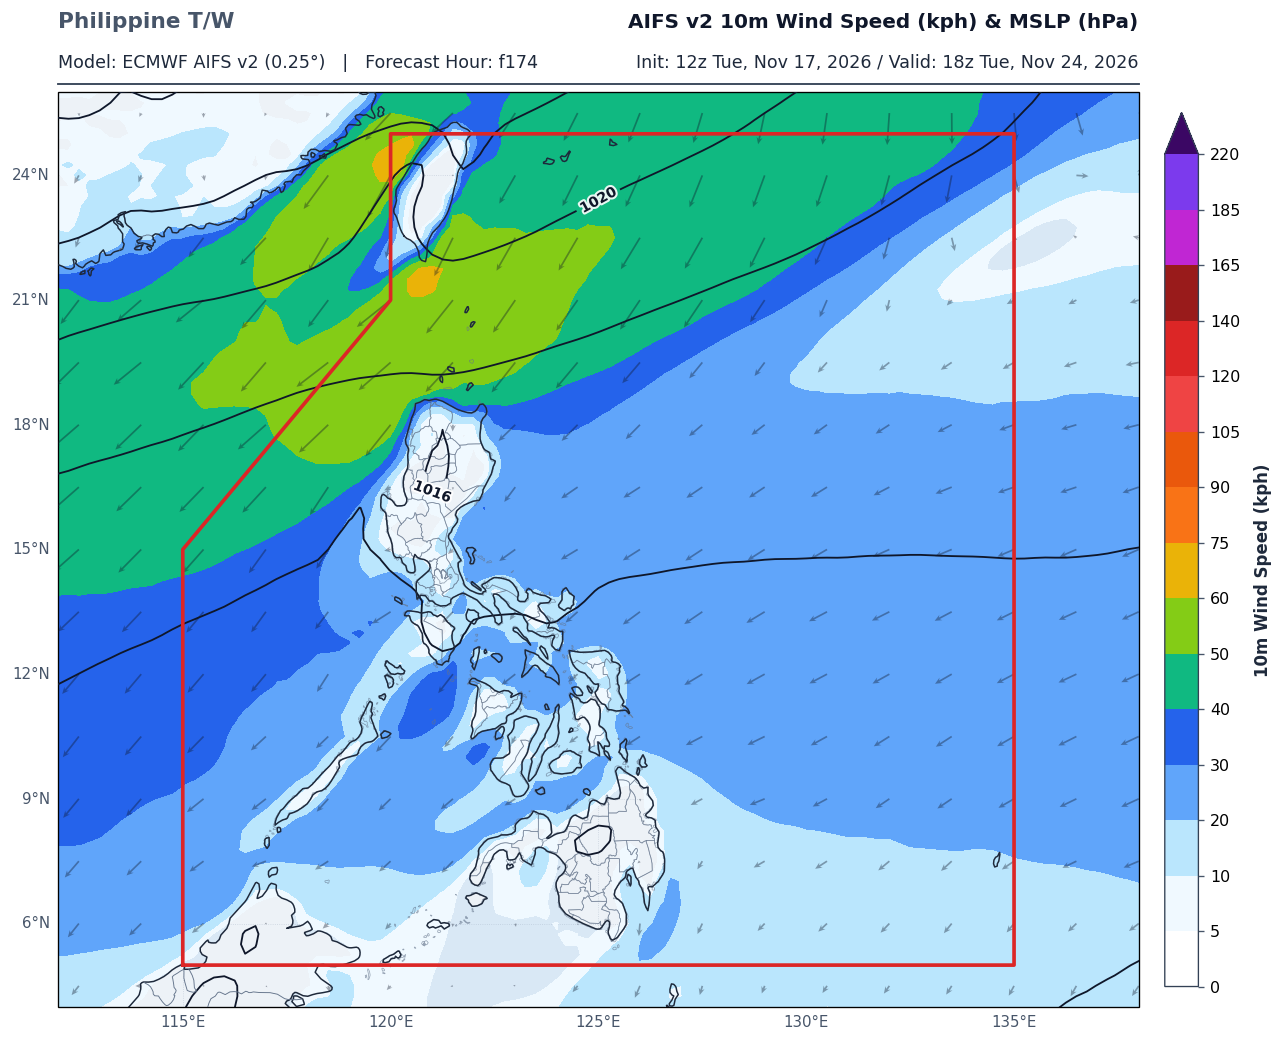 Philippine T/W
AIFS v2 10m Wind Speed (kph) & MSLP (hPa)
Model: ECMWF AIFS v2 (0.25°) | Forecast Hour: f174
Init: 12z Tue, Nov 17, 2026 / Valid: 18z Tue, Nov 24, 2026
24°N
21°N
18°N
15°N
12°N
9°N
6°N
115°E
120°E
125°E
130°E
135°E
1020
1016
220
185
165
140
120
105
90
75
60
50
40
30
20
10
5
0
10m Wind Speed (kph)